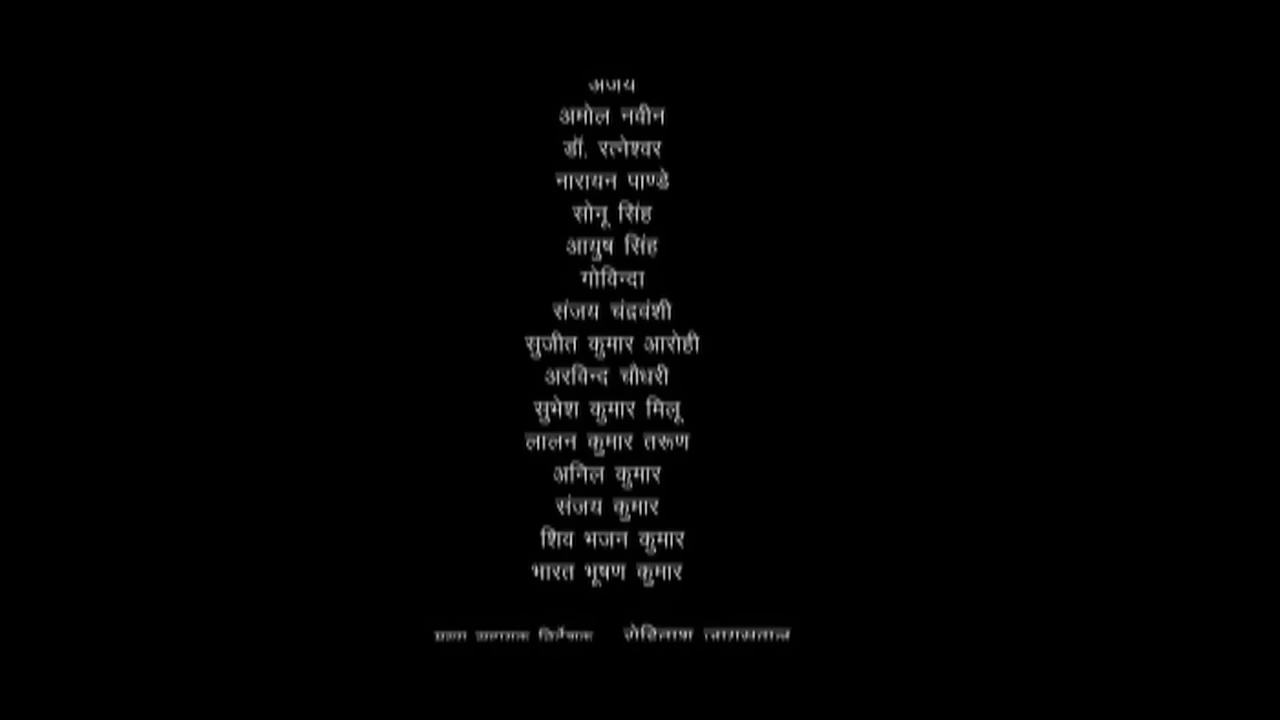 अजय
अमोल नवीन
डॉ. रत्नेश्वर
नारायन पाण्डे
सोनू सिंह
आयुष सिंह
गोविन्दा
संजय चंद्रवंशी
सुजीत कुमार आरोही
अरविन्द चौधरी
सुभेश कुमार मिलू
लालन कुमार तरूण
अनिल कुमार
संजय कुमार
शिव भजन कुमार
भारत भूषण कुमार